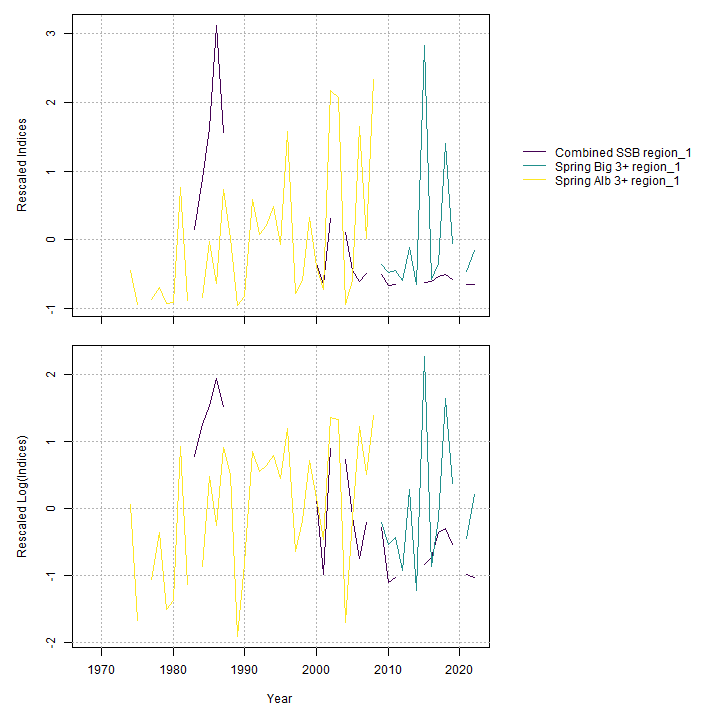 3
2
1
0
-1
Rescaled Indices
Combined SSB region_1
Spring Big 3+ region_1
Spring Alb 3+ region_1
2
1
0
-1
-2
Rescaled Log(Indices)
1970 1980 1990 2000 2010 2020
Year